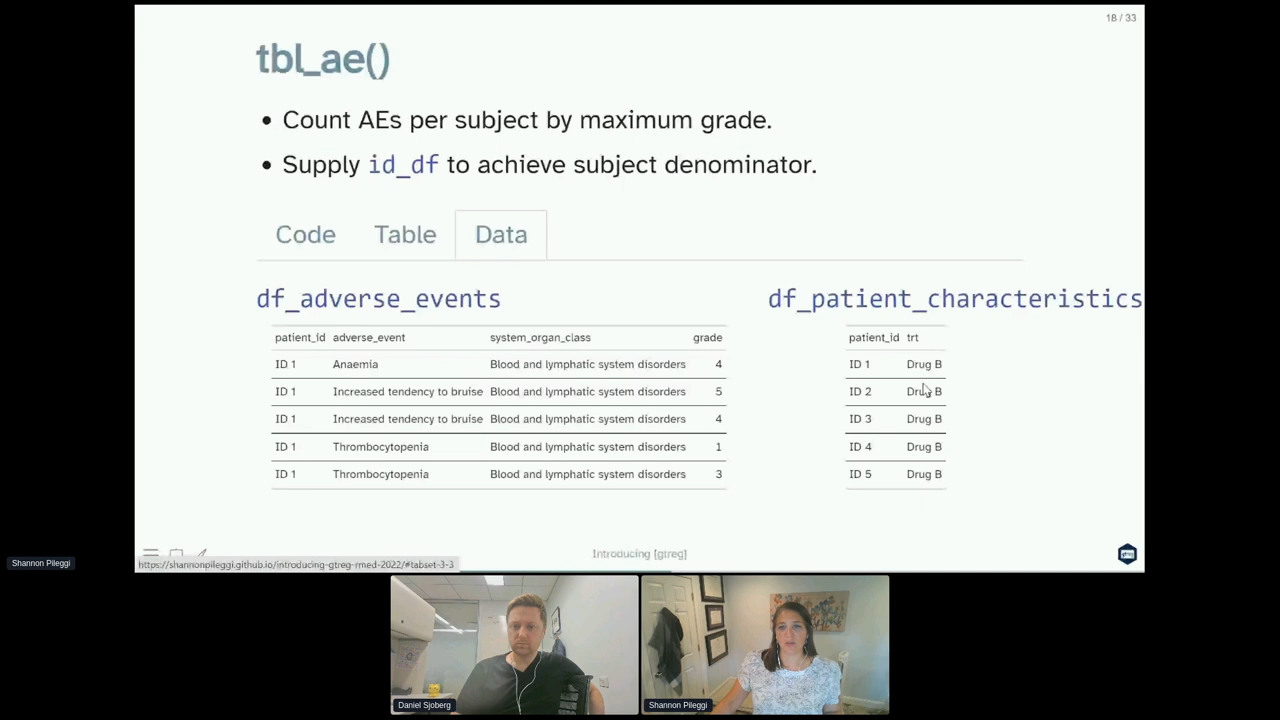 18 / 33
tbl_ae()
• Count AEs per subject by maximum grade.
• Supply id_df to achieve subject denominator.
Code Table Data
df_adverse_events
patient_id adverse_event system_organ_class grade
ID 1 Anaemia Blood and lymphatic system disorders 4
ID 1 Increased tendency to bruise Blood and lymphatic system disorders 5
ID 1 Increased tendency to bruise Blood and lymphatic system disorders 4
ID 1 Thrombocytopenia Blood and lymphatic system disorders 1
ID 1 Thrombocytopenia Blood and lymphatic system disorders 3
df_patient_characteristics
patient_id trt
ID 1 Drug B
ID 2 Drug B
ID 3 Drug B
ID 4 Drug B
ID 5 Drug B
Introducing [gtreg]
gtreg
https://shannonpileggi.github.io/introducing-gtreg-rmed-2022/#tabset-3-3
Shannon Pileggi
Daniel Sjoberg
Shannon Pileggi